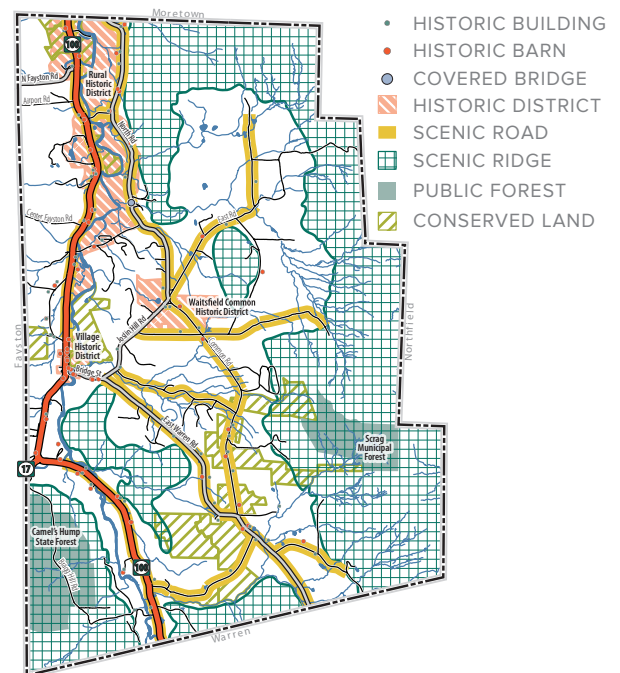 Moretown
HISTORIC BUILDING
HISTORIC BARN
COVERED BRIDGE
HISTORIC DISTRICT
SCENIC ROAD
SCENIC RIDGE
PUBLIC FOREST
CONSERVED LAND
100
N Fayston Rd
Rural
Historic
District
Airport Rd
North Rd
Center Fayston Rd
East Rd
Waitsfield Common
Historic District
Joslin Hill Rd
Common Rd
Fayston
Northfield
Village
Historic
District
Bridge St
East Warren Rd
Scrag
Municipal
Forest
17
Camel's Hump
State Forest
100
Warren